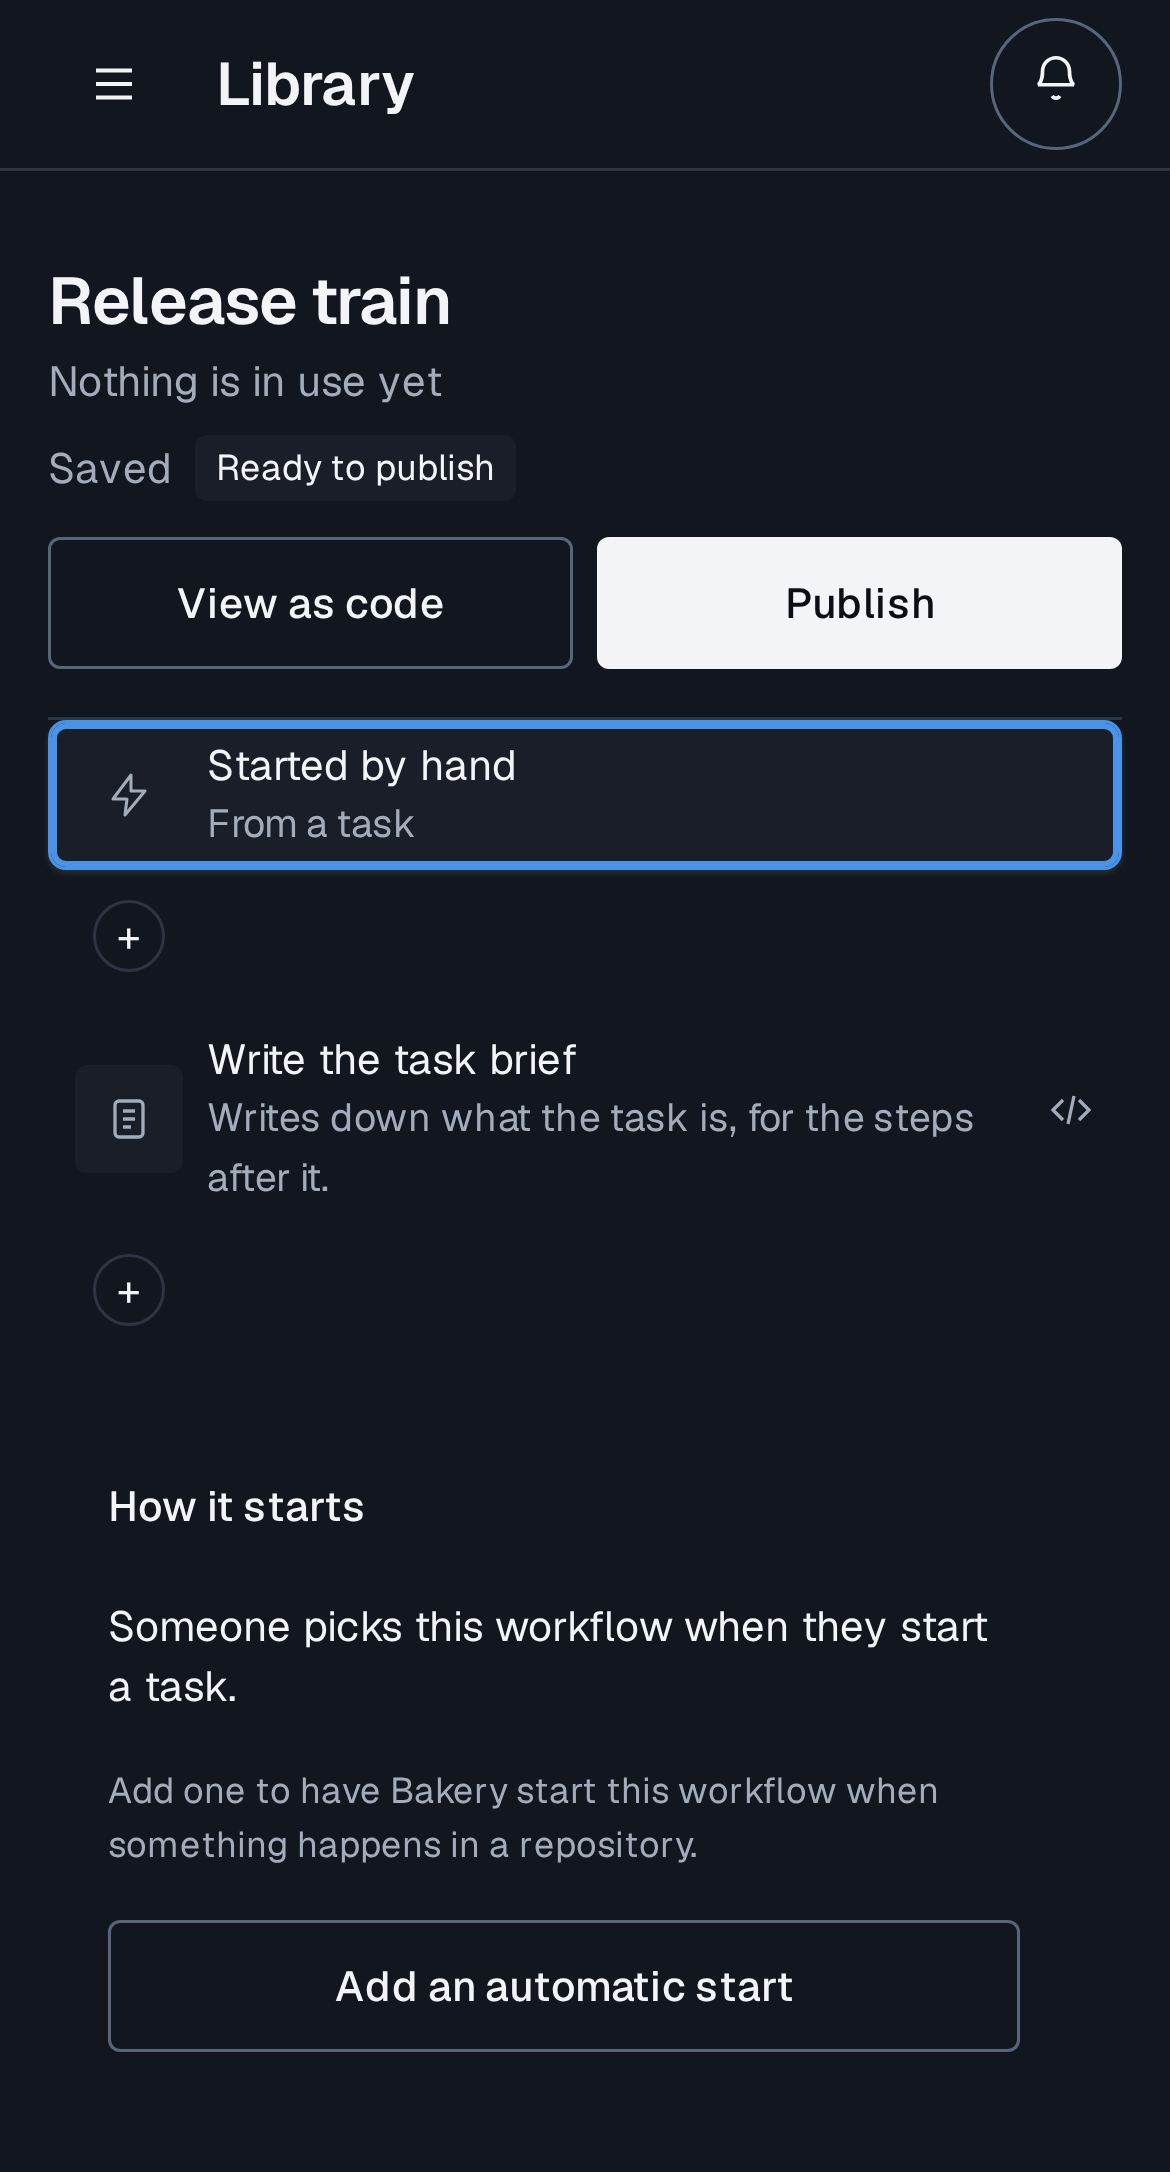 Library
Release train
Nothing is in use yet
Saved Ready to publish
View as code Publish
Started by hand
From a task
Write the task brief
Writes down what the task is, for the steps
after it.
How it starts
Someone picks this workflow when they start
a task.
Add one to have Bakery start this workflow when
something happens in a repository.
Add an automatic start